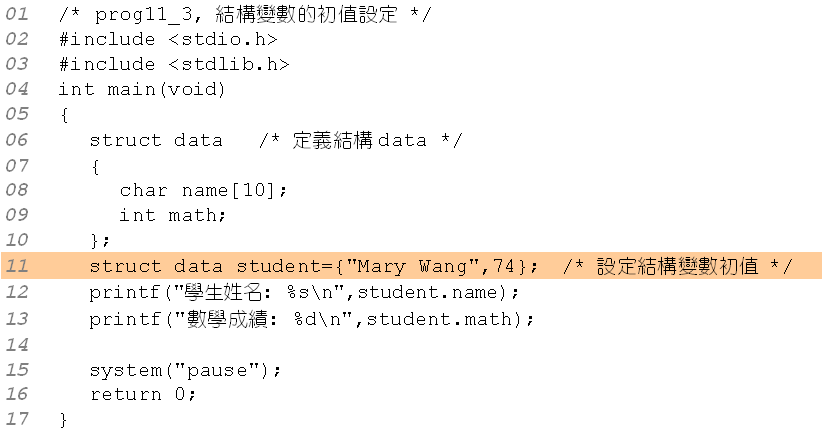 01 /* prog11_3, 結構變數的初值設定 */
02 #include <stdio.h>
03 #include <stdlib.h>
04 int main(void)
05 {
06    struct data   /* 定義結構data */
07    {
08       char name[10];
09       int math;
10    };
11    struct data student={"Mary Wang",74};  /* 設定結構變數初值 */
12    printf("學生姓名: %s\n",student.name);
13    printf("數學成績: %d\n",student.math);
14
15    system("pause");
16    return 0;
17 }